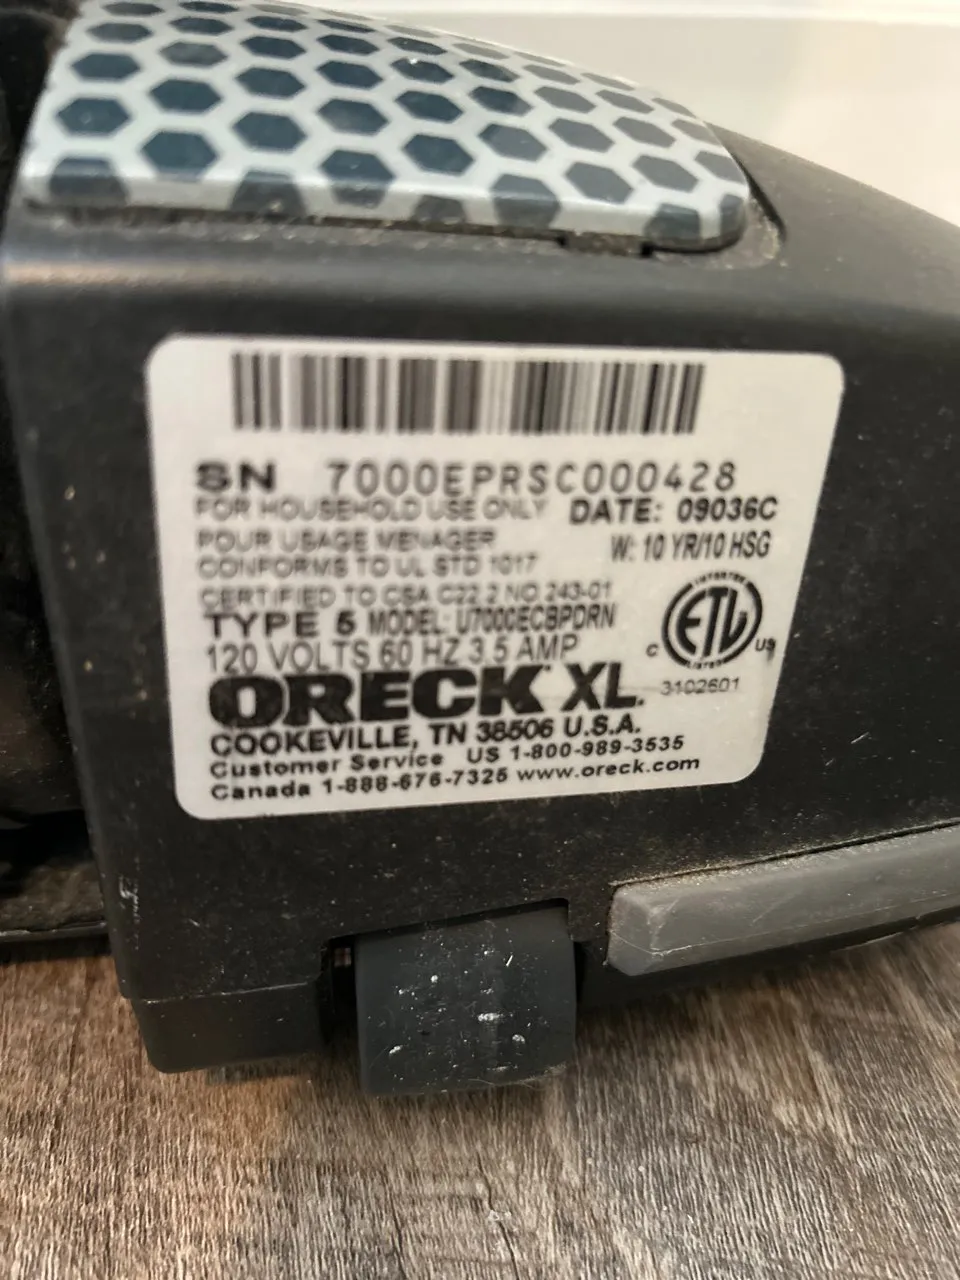 SN 7000EPRSC000428
FOR HOUSEHOLD USE ONLY DATE: 09036C
POUR USAGE MENAGER W: 10 YR/10 HSG
CONFORMS TO UL STD 1017
CERTIFIED TO CSA C22.2 NO.243-01
TYPE 5 MODEL: U7000ECBPDRN
120 VOLTS 60 HZ 3.5 AMP
INTERTEK
C ETL US
LISTED
ORECK XL. 3102601
COOKEVILLE, TN 38506 U.S.A.
Customer Service US 1-800-989-3535
Canada 1-888-676-7325 www.oreck.com